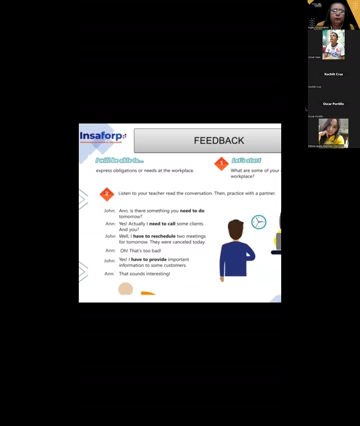 Insaforp
FEEDBACK
I will be able to...
express obligations or needs at the workplace.
1. Let's start
What are some of your
workplace?
2. Listen to your teacher read the conversation. Then, practice with a partner.
John: Ann, is there something you need to do
tomorrow?
Ann: Yes! Actually I need to call some clients.
And you?
John: Well, I have to reschedule two meetings
for tomorrow. They were canceled today.
Ann: OH! That's too bad!
John: Yes! I have to provide important
information to some customers.
Ann: That sounds interesting!
Xochilt Cruz
Oscar Portillo